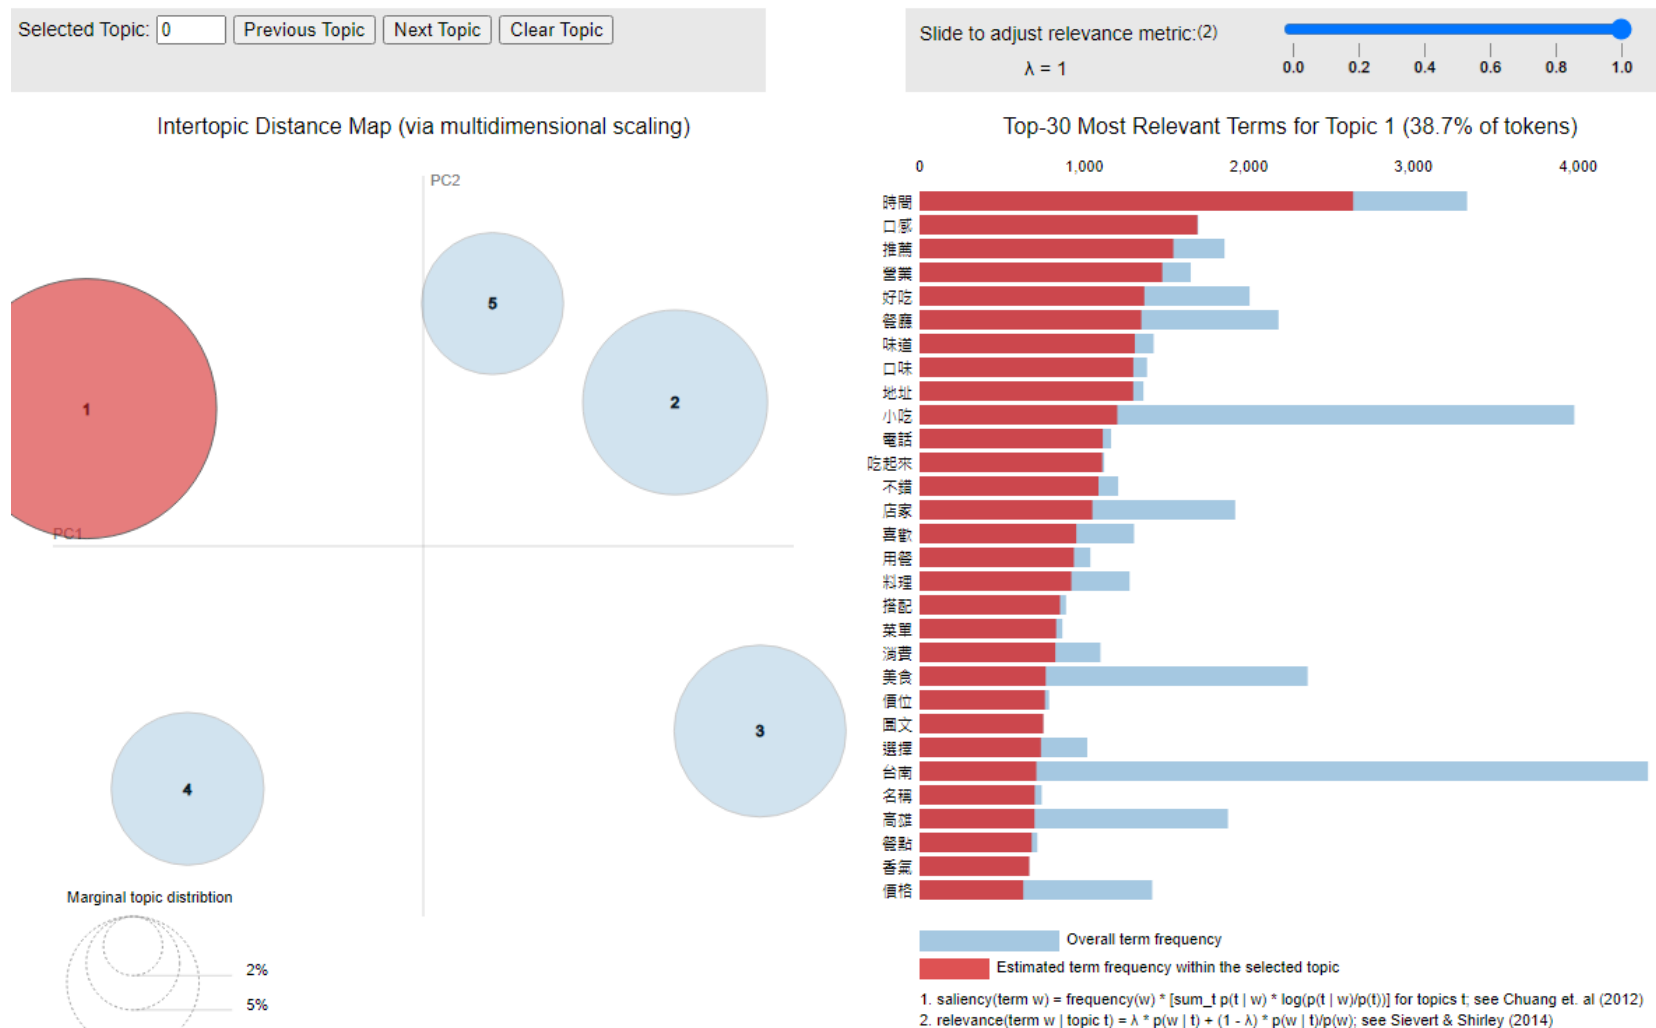 Selected Topic: 0 Previous Topic Next Topic Clear Topic
Slide to adjust relevance metric:(2)
λ = 1
0.0 0.2 0.4 0.6 0.8 1.0
Intertopic Distance Map (via multidimensional scaling)
PC2
5
2
1
PC1
3
4
Marginal topic distribtion
2%
5%
Top-30 Most Relevant Terms for Topic 1 (38.7% of tokens)
0 1,000 2,000 3,000 4,000
時間
口感
推薦
營業
好吃
餐廳
味道
口味
地址
小吃
電話
吃起來
不錯
店家
喜歡
用餐
料理
搭配
菜單
消費
美食
價位
圖文
選擇
台南
名稱
高雄
餐點
香氣
價格
Overall term frequency
Estimated term frequency within the selected topic
1. saliency(term w) = frequency(w) * [sum_t p(t | w) * log(p(t | w)/p(t))] for topics t; see Chuang et. al (2012)
2. relevance(term w | topic t) = λ * p(w | t) + (1 - λ) * p(w | t)/p(w); see Sievert & Shirley (2014)